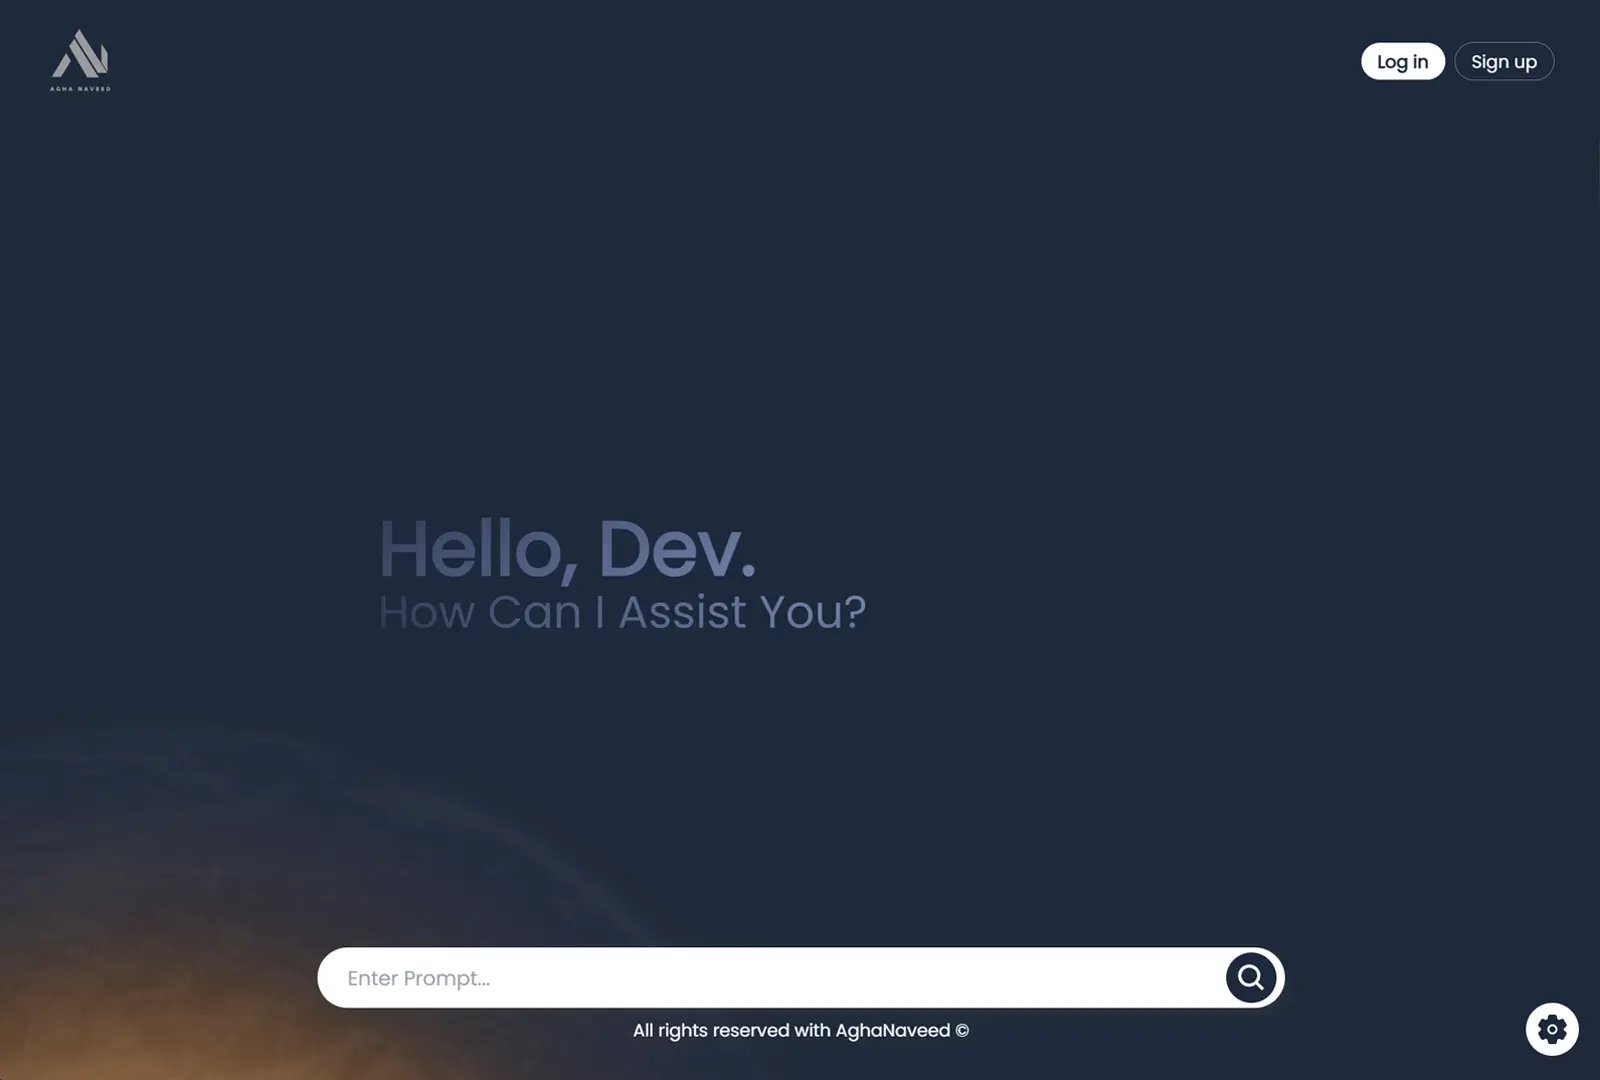 AGHA NAVEED
Log in
Sign up
Hello, Dev.
How Can I Assist You?
Enter Prompt...
All rights reserved with AghaNaveed ©